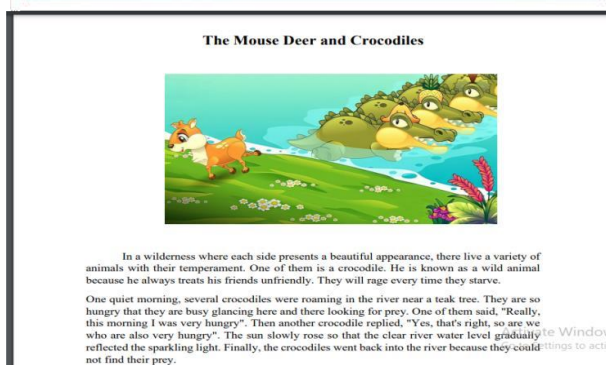 The Mouse Deer and Crocodiles
In a wilderness where each side presents a beautiful appearance, there live a variety of
animals with their temperament. One of them is a crocodile. He is known as a wild animal
because he always treats his friends unfriendly. They will rage every time they starve.
One quiet morning, several crocodiles were roaming in the river near a teak tree. They are so
hungry that they are busy glancing here and there looking for prey. One of them said, "Really,
this morning I was very hungry". Then another crocodile replied, "Yes, that's right, so are we
who are also very hungry". The sun slowly rose so that the clear river water level gradually
reflected the sparkling light. Finally, the crocodiles went back into the river because they could
not find their prey.